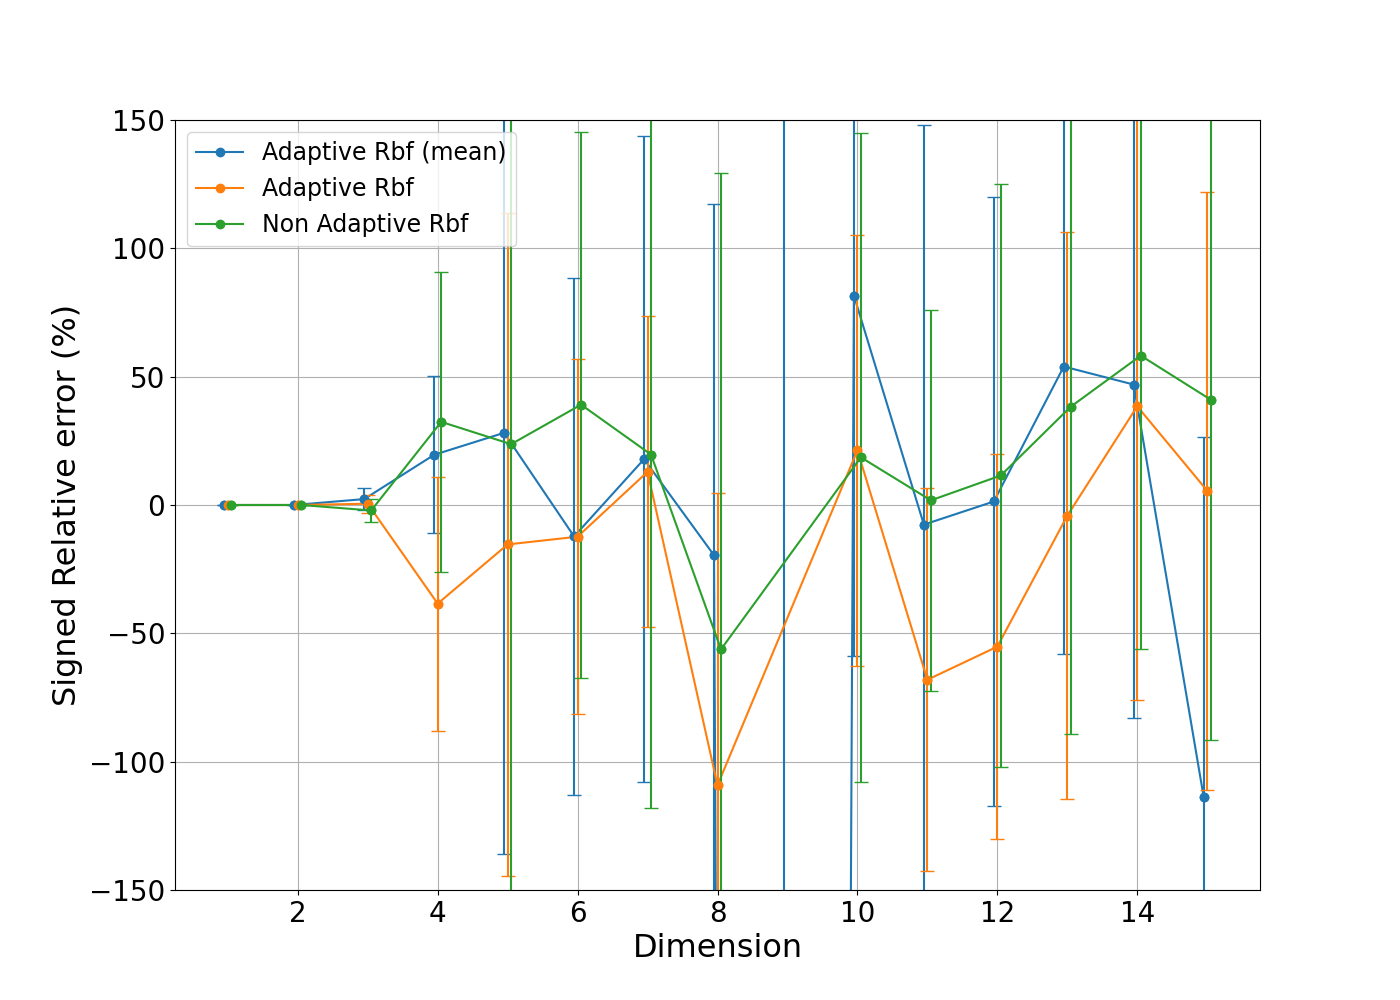 150
100
50
0
−50
−100
−150
Signed Relative error (%)
Adaptive Rbf (mean)
Adaptive Rbf
Non Adaptive Rbf
2 4 6 8 10 12 14
Dimension